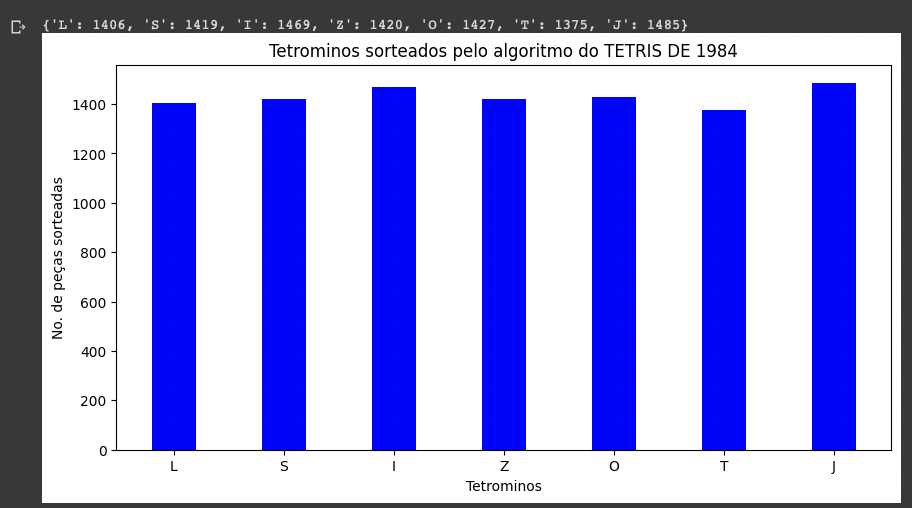 {'L': 1406, 'S': 1419, 'I': 1469, 'Z': 1420, 'O': 1427, 'T': 1375, 'J': 1485}
Tetrominos sorteados pelo algoritmo do TETRIS DE 1984
No. de peças sorteadas
1400
1200
1000
800
600
400
200
0
L S I Z O T J
Tetrominos